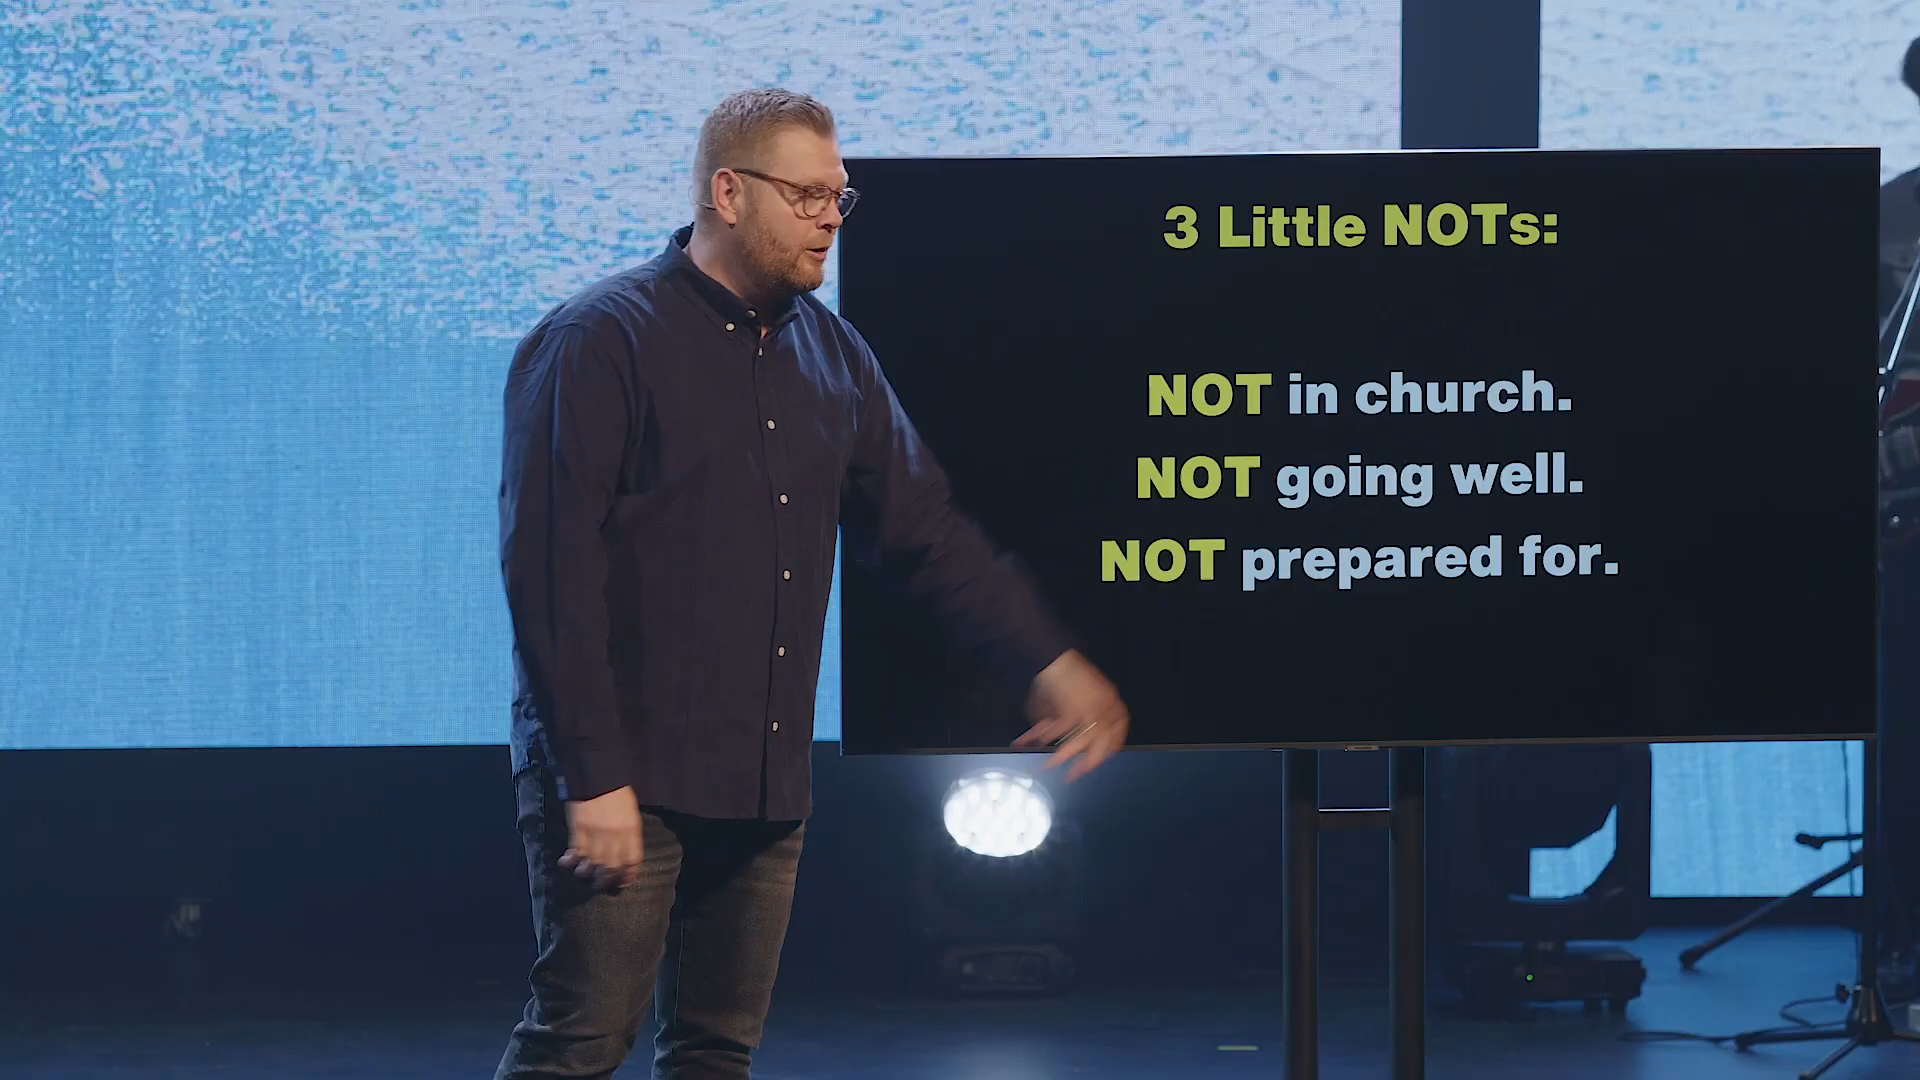 3 Little NOTs:
NOT in church.
NOT going well.
NOT prepared for.